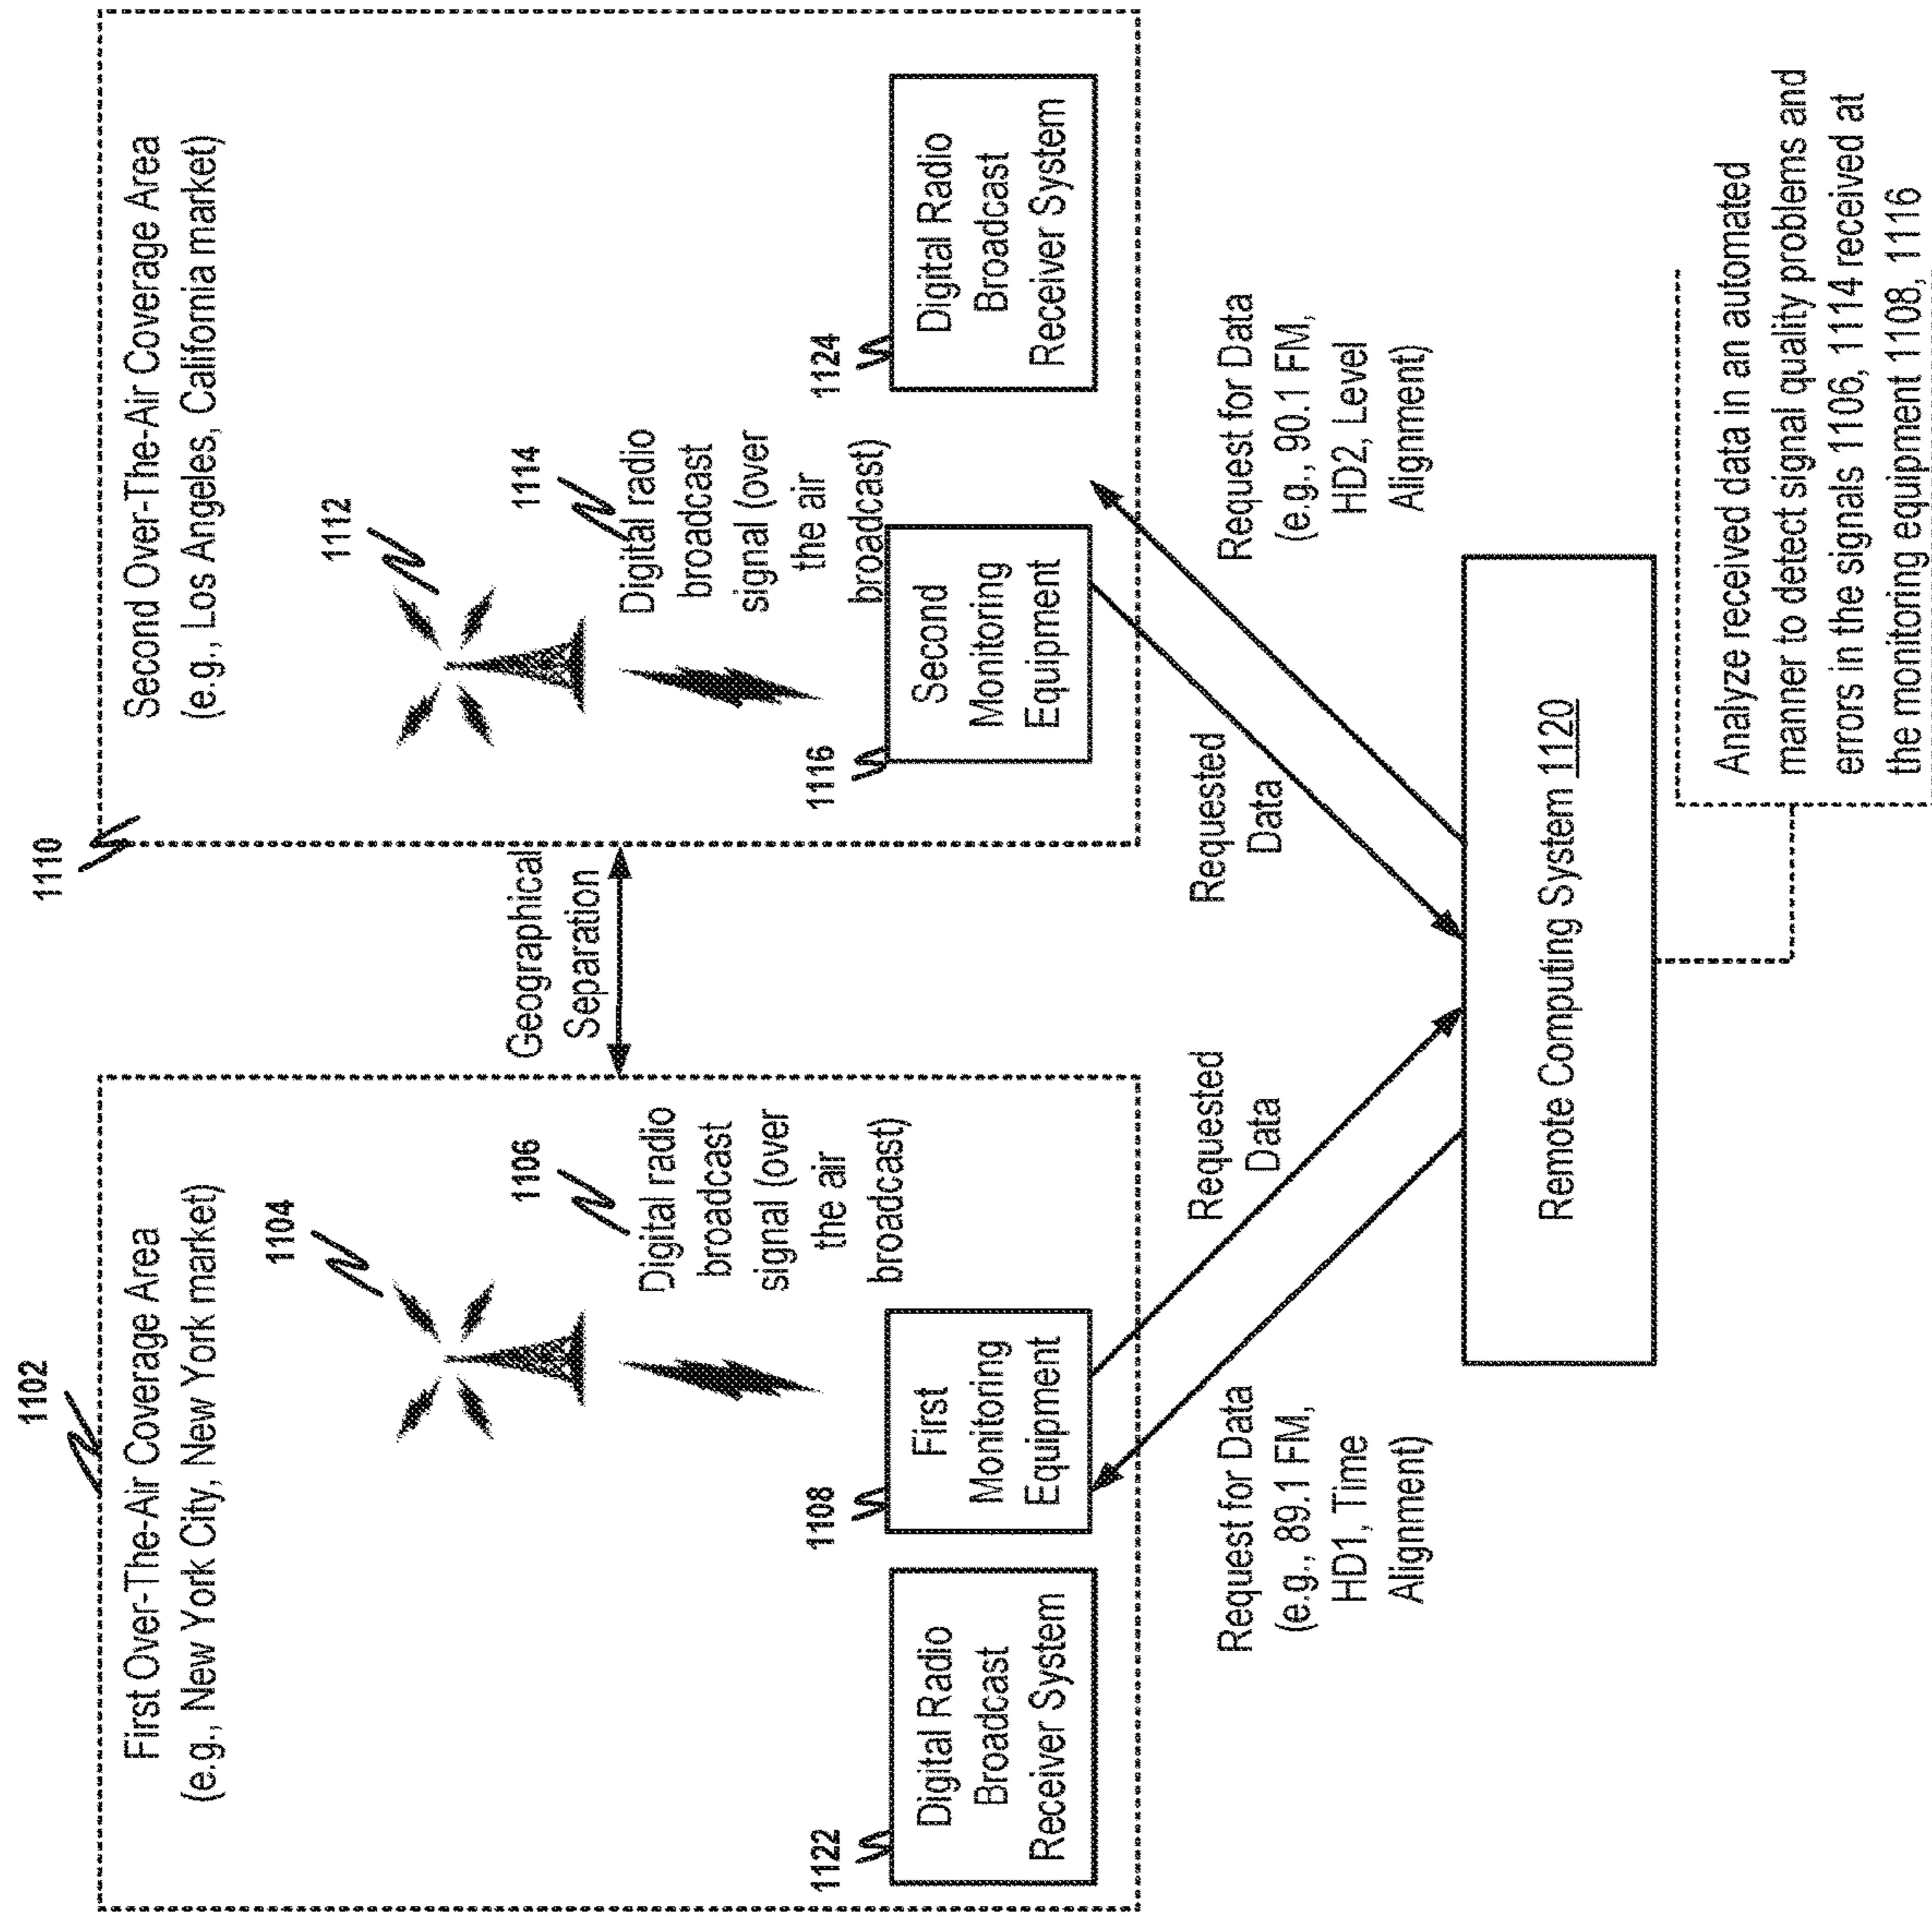 1102
First Over-The-Air Coverage Area
(e.g., New York City, New York market)
1104
1106
Digital radio
broadcast
signal (over
the air
broadcast)
1122
Digital Radio
Broadcast
Receiver System
1108
First
Monitoring
Equipment
Geographical
Separation
1110
Second Over-The-Air Coverage Area
(e.g., Los Angeles, California market)
1112
1114
Digital radio
broadcast
signal (over
the air
broadcast)
1116
Second
Monitoring
Equipment
1124
Digital Radio
Broadcast
Receiver System
Request for Data
(e.g., 89.1 FM,
HD1, Time
Alignment)
Requested
Data
Requested
Data
Request for Data
(e.g., 90.1 FM,
HD2, Level
Alignment)
Remote Computing System 1120
Analyze received data in an automated
manner to detect signal quality problems and
errors in the signals 1106, 1114 received at
the monitoring equipment 1108, 1116